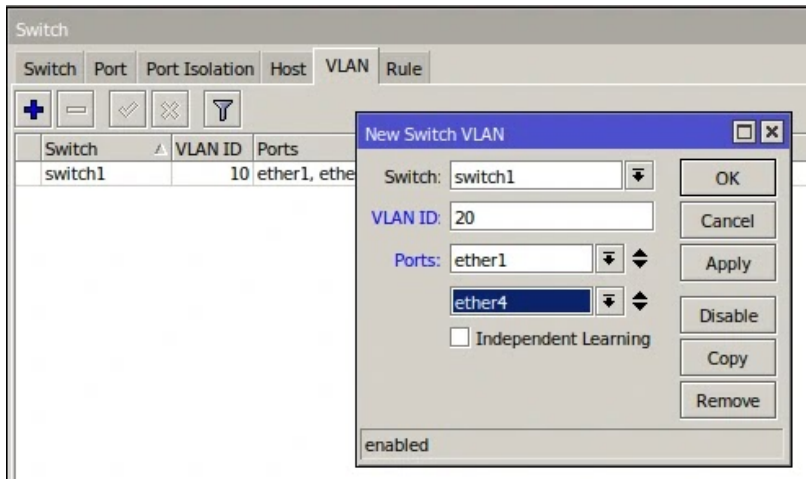 Switch
Switch Port Port Isolation Host VLAN Rule
Switch VLAN ID Ports
switch1 10 ether1, ethe
New Switch VLAN
Switch: switch1 OK
VLAN ID: 20 Cancel
Ports: ether1 Apply
ether4 Disable
Independent Learning
Copy
Remove
enabled